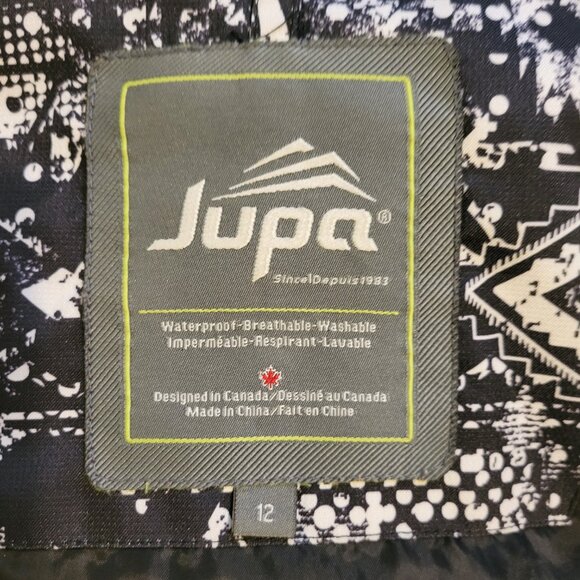 Jupa®
Since|Depuis 1983
Waterproof-Breathable-Washable
Imperméable-Respirant-Lavable
Designed in Canada/Dessiné au Canada
Made in China/Fait en Chine
12